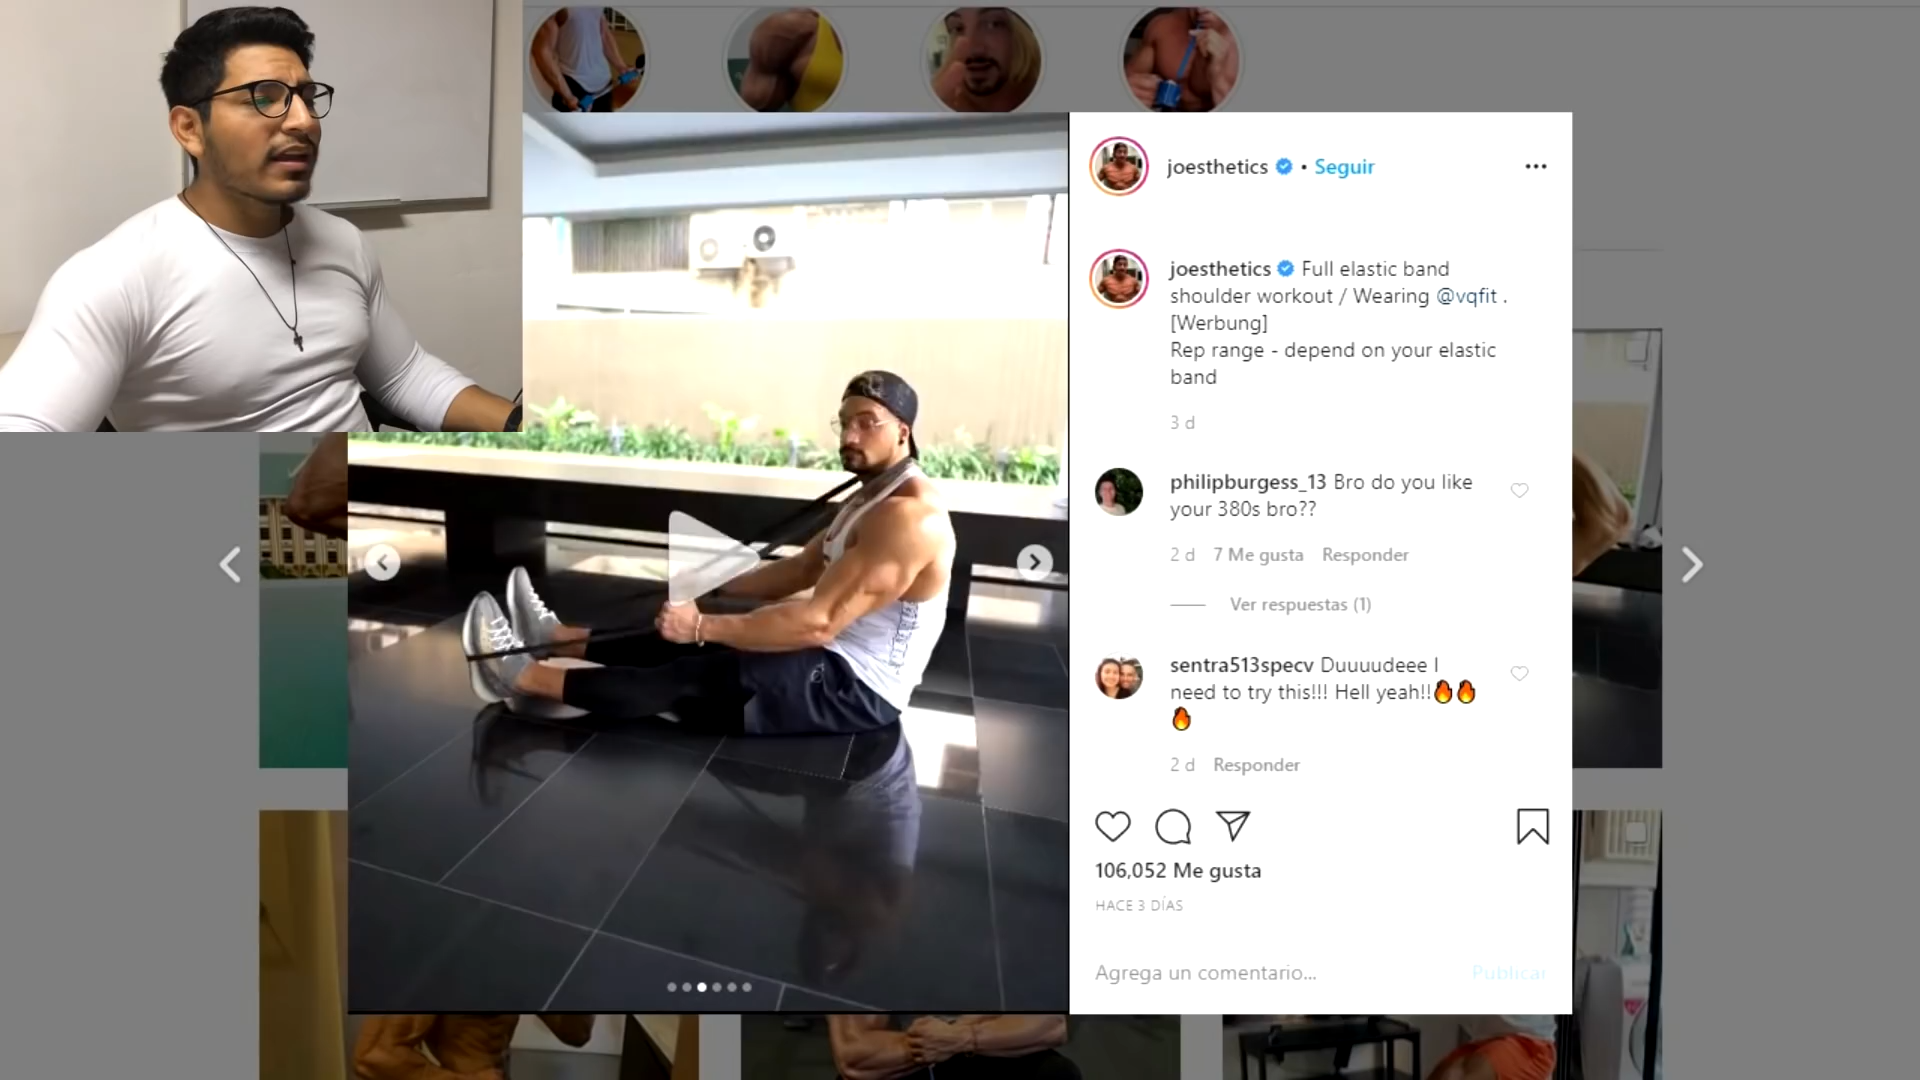 joesthetics • Seguir
joesthetics Full elastic band
shoulder workout / Wearing @vqfit .
[Werbung]
Rep range - depend on your elastic
band
3 d
philipburgess_13 Bro do you like
your 380s bro??
2 d 7 Me gusta Responder
Ver respuestas (1)
sentra513specv Duuuudeee I
need to try this!!! Hell yeah!!🔥🔥
🔥
2 d Responder
106,052 Me gusta
HACE 3 DÍAS
Agrega un comentario... Publicar